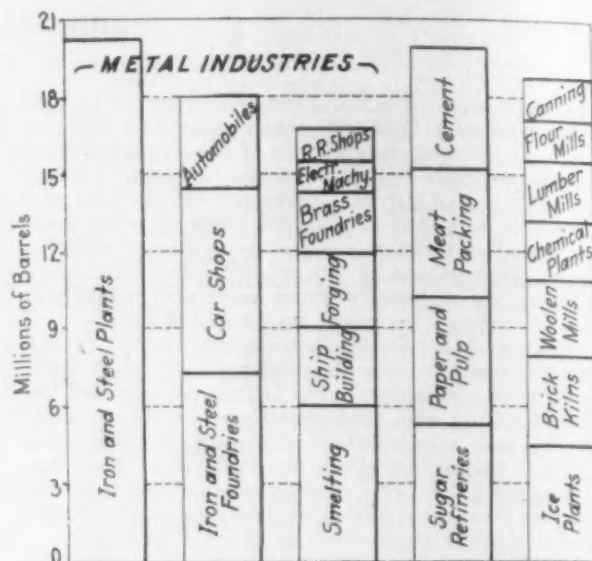 Millions of Barrels
21
18
15
12
9
6
3
0
METAL INDUSTRIES
Iron and Steel Plants
Automobiles
Car Shops
Iron and Steel
Foundries
R.R. Shops
Electr.
Machy.
Brass
Foundries
Forging
Ship
Building
Smelting
Cement
Meat
Packing
Paper and
Pulp
Sugar
Refineries
Canning
Flour
Mills
Lumber
Mills
Chemical
Plants
Woolen
Mills
Brick
Kilns
Ice
Plants